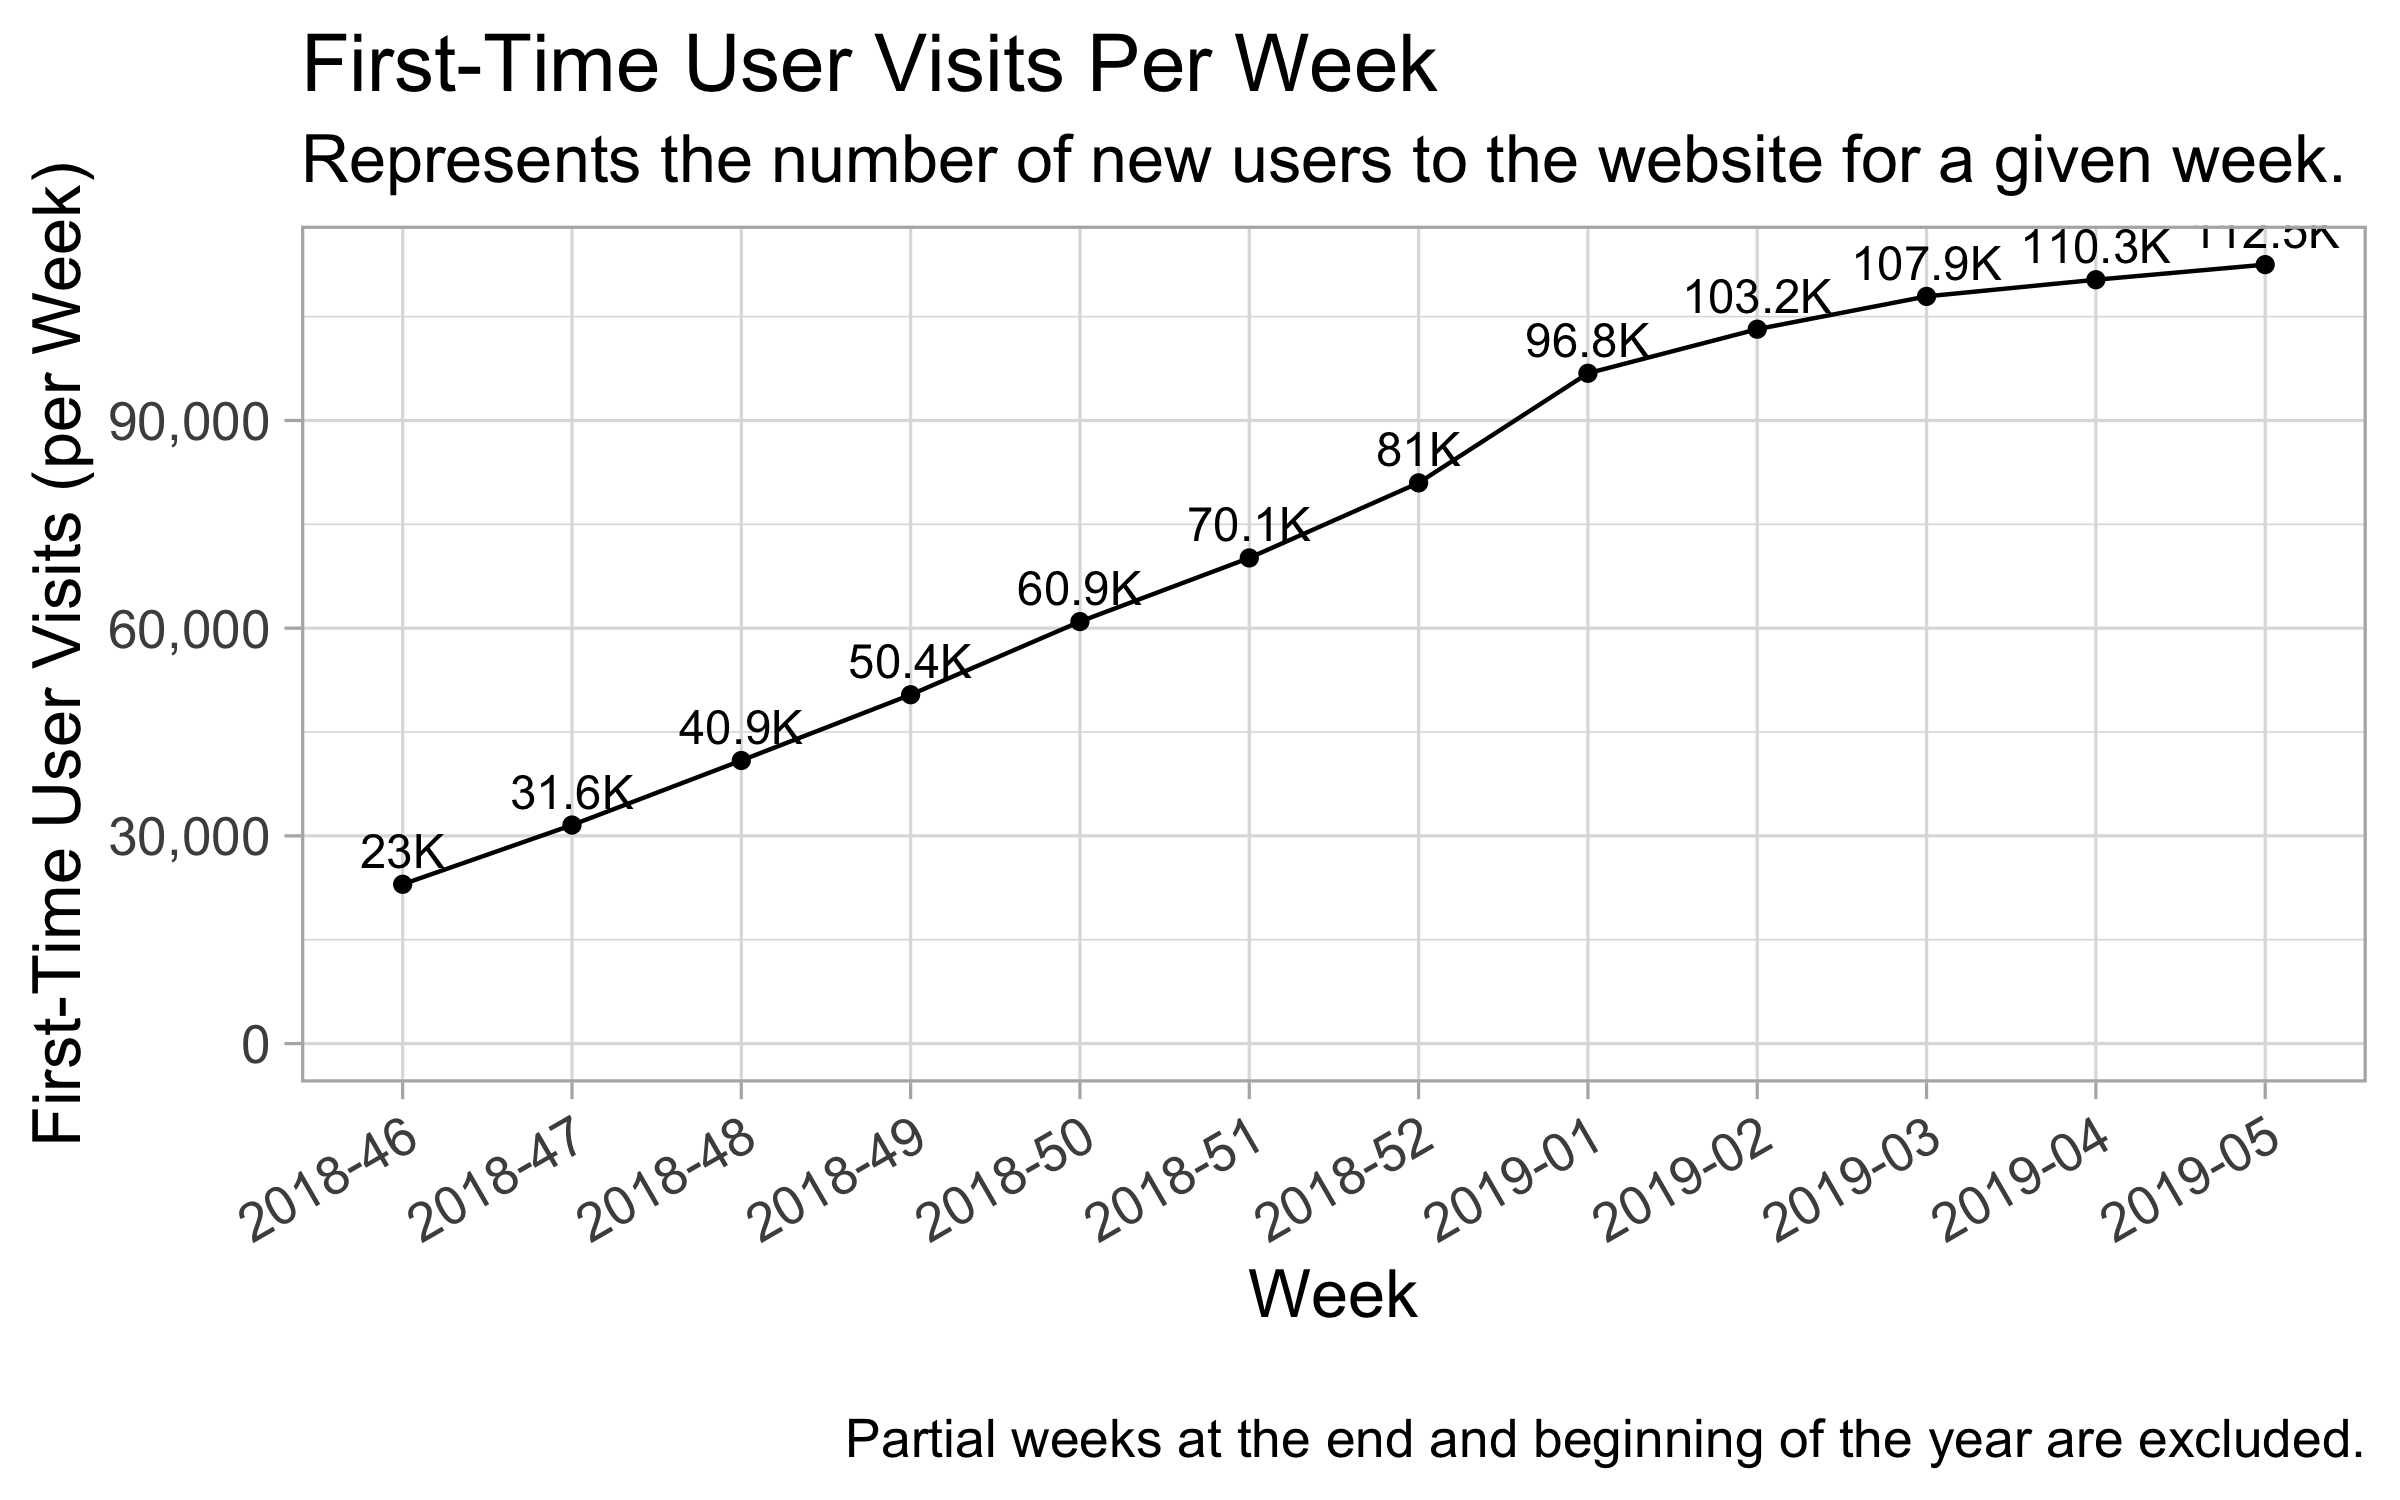 First-Time User Visits Per Week
Represents the number of new users to the website for a given week.
First-Time User Visits (per Week)
90,000
60,000
30,000
0
23K
31.6K
40.9K
50.4K
60.9K
70.1K
81K
96.8K
103.2K
107.9K
110.3K
112.5K
2018-46
2018-47
2018-48
2018-49
2018-50
2018-51
2018-52
2019-01
2019-02
2019-03
2019-04
2019-05
Week
Partial weeks at the end and beginning of the year are excluded.